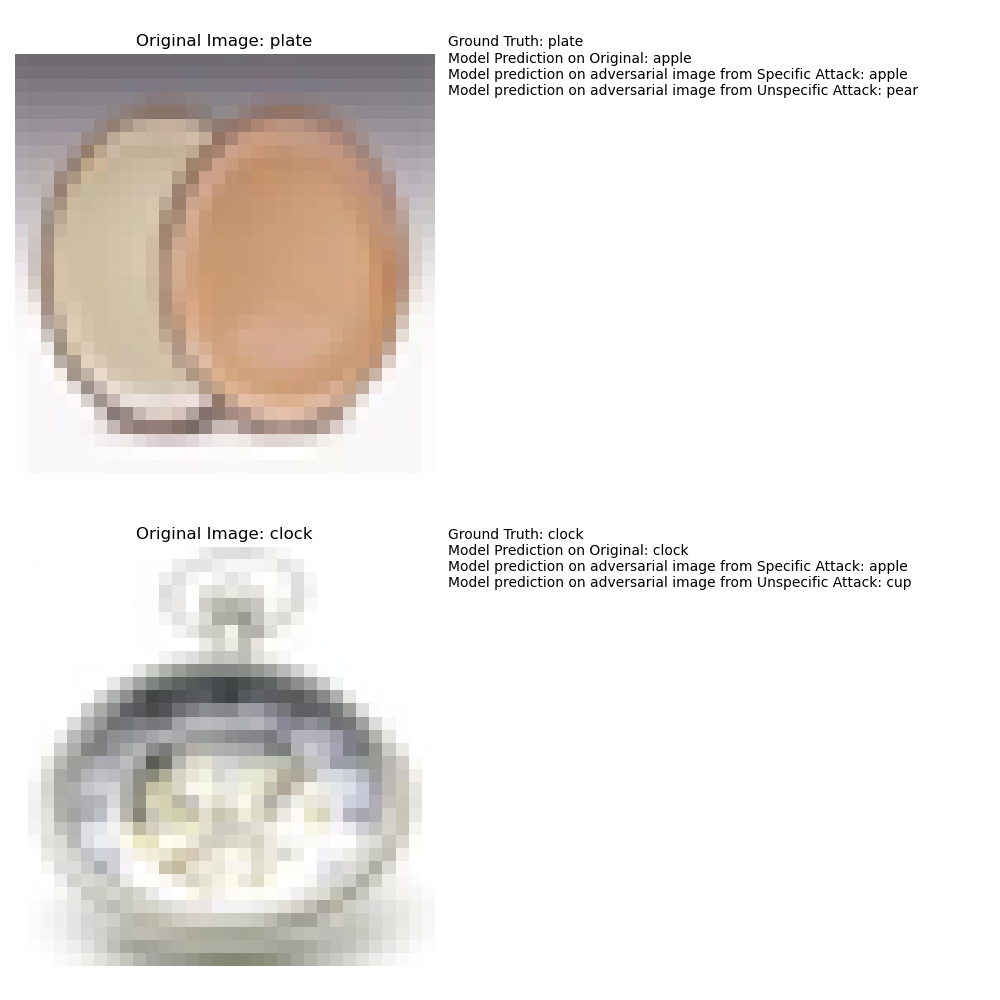 Original Image: plate
Ground Truth: plate
Model Prediction on Original: apple
Model prediction on adversarial image from Specific Attack: apple
Model prediction on adversarial image from Unspecific Attack: pear
Original Image: clock
Ground Truth: clock
Model Prediction on Original: clock
Model prediction on adversarial image from Specific Attack: apple
Model prediction on adversarial image from Unspecific Attack: cup